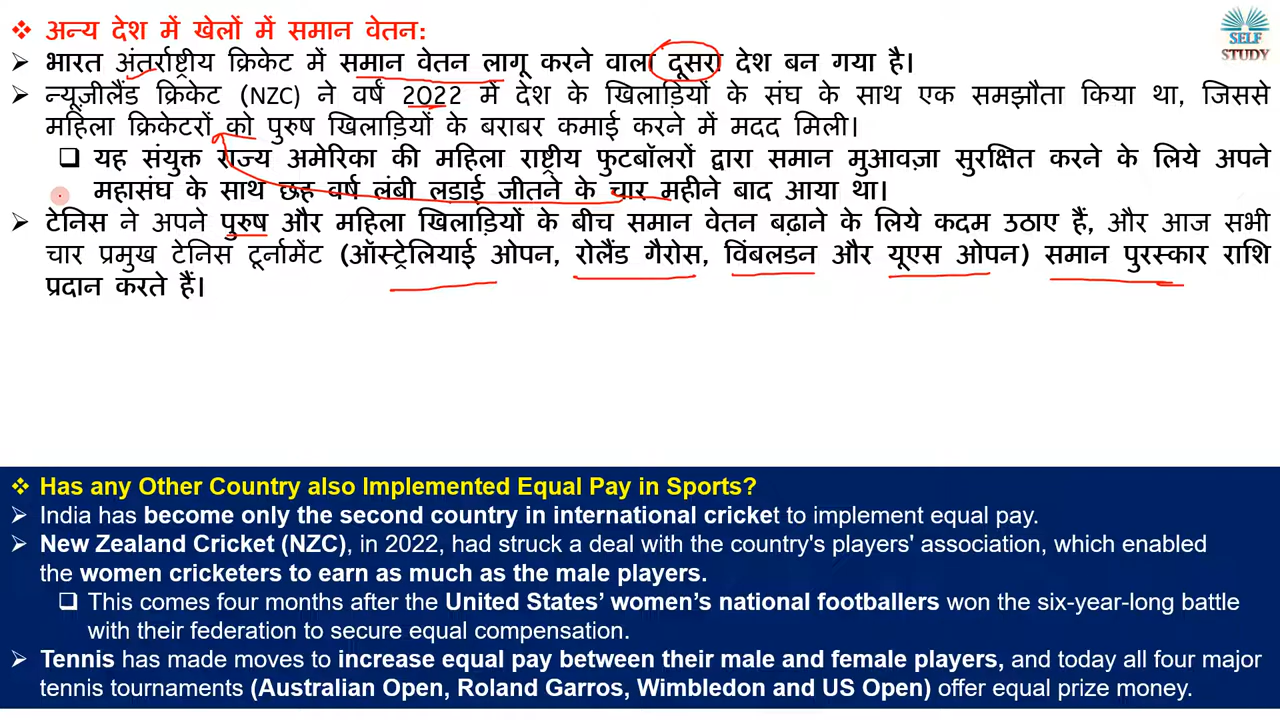 ❖ अन्य देश में खेलों में समान वेतन:
➢ भारत अंतर्राष्ट्रीय क्रिकेट में समान वेतन लागू करने वाला दूसरा देश बन गया है।
➢ न्यूज़ीलैंड क्रिकेट (NZC) ने वर्षं 2022 में देश के खिलाड़ियों के संघ के साथ एक समझौता किया था, जिससे
महिला क्रिकेटरों को पुरुष खिलाड़ियों के बराबर कमाई करने में मदद मिली।
❑ यह संयुक्त राज्य अमेरिका की महिला राष्ट्रीय फुटबॉलरों द्वारा समान मुआवज़ा सुरक्षित करने के लिये अपने
महासंघ के साथ छह वर्ष लंबी लडाई जीतने के चार महीने बाद आया था।
➢ टेनिस ने अपने पुरुष और महिला खिलाड़ियों के बीच समान वेतन बढ़ाने के लिये कदम उठाए हैं, और आज सभी
चार प्रमुख टेनिस टूर्नामेंट (ऑस्ट्रेलियाई ओपन, रोलैंड गैरोस, विंबलडन और यूएस ओपन) समान पुरस्कार राशि
प्रदान करते हैं।
SELF
STUDY
❖ Has any Other Country also Implemented Equal Pay in Sports?
➢ India has become only the second country in international cricket to implement equal pay.
➢ New Zealand Cricket (NZC), in 2022, had struck a deal with the country's players' association, which enabled
the women cricketers to earn as much as the male players.
❑ This comes four months after the United States’ women’s national footballers won the six-year-long battle
with their federation to secure equal compensation.
➢ Tennis has made moves to increase equal pay between their male and female players, and today all four major
tennis tournaments (Australian Open, Roland Garros, Wimbledon and US Open) offer equal prize money.